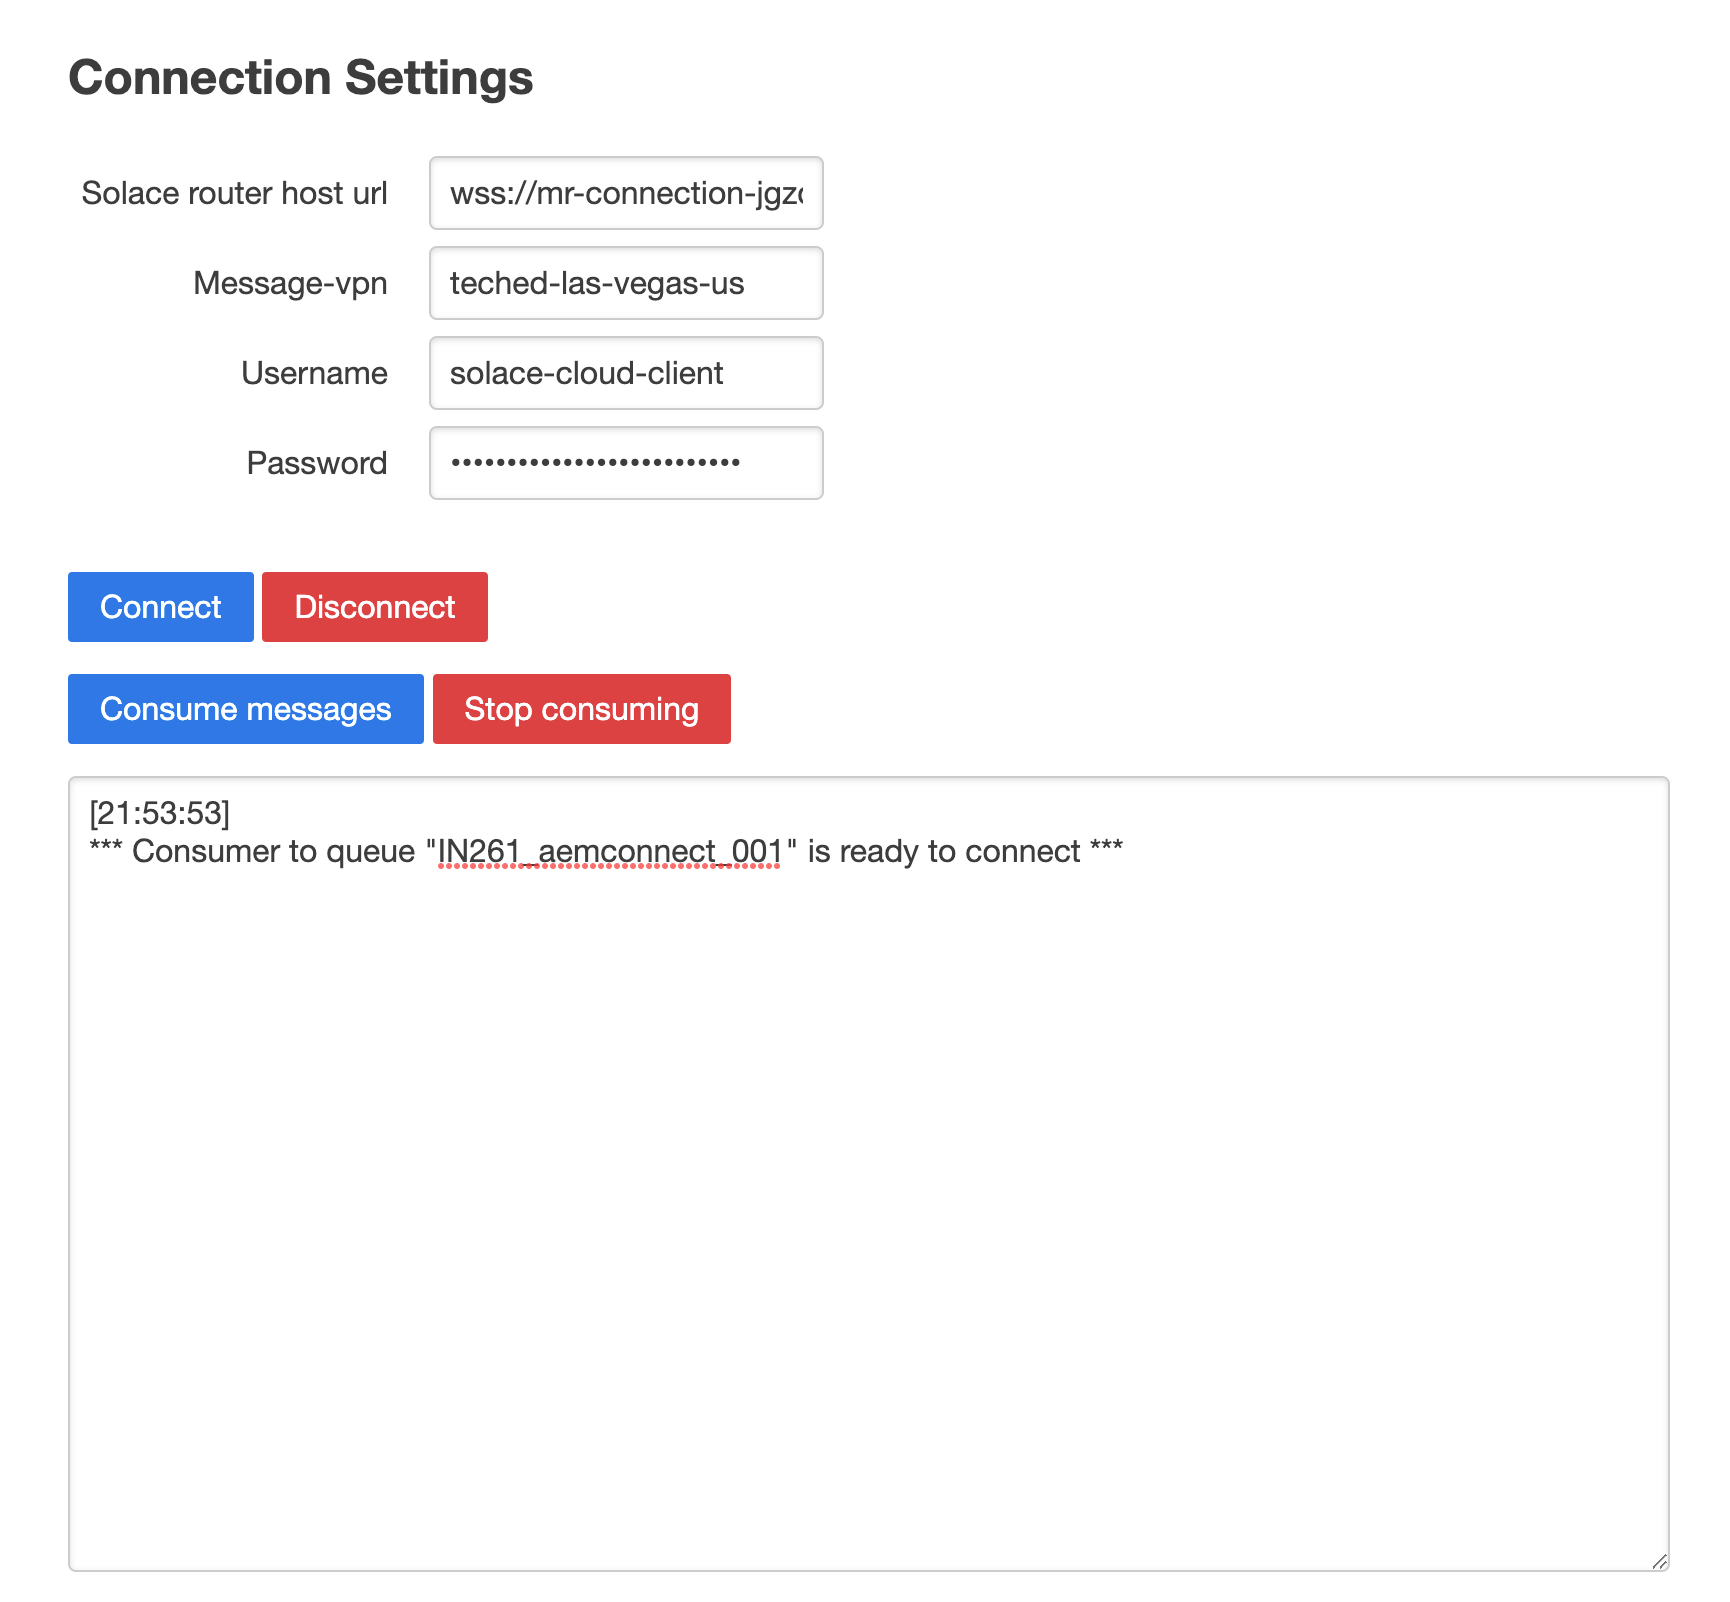 Connection Settings
Solace router host url
wss://mr-connection-jgz
Message-vpn
teched-las-vegas-us
Username
solace-cloud-client
Password
••••••••••••••••••••••••••
Connect Disconnect
Consume messages Stop consuming
[21:53:53]
*** Consumer to queue "IN261_aemconnect_001" is ready to connect ***